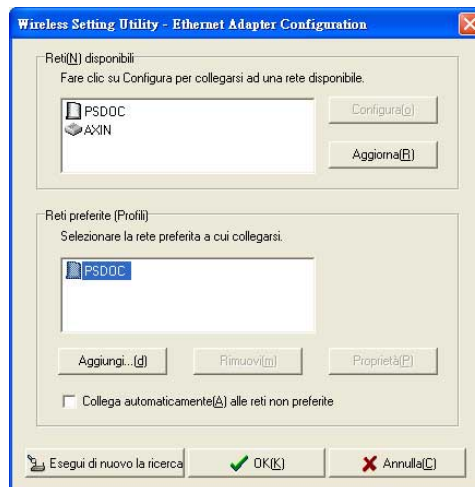 Wireless Setting Utility - Ethernet Adapter Configuration
Reti(N) disponibili
Fare clic su Configura per collegarsi ad una rete disponibile.
PSDOC
AXIN
Configura(o)
Aggiorna(R)
Reti preferite (Profili)
Selezionare la rete preferita a cui collegarsi.
PSDOC
Aggiungi...(d)
Rimuovi(m)
Proprietà(P)
Collega automaticamente(A) alle reti non preferite
Esegui di nuovo la ricerca
OK(K)
Annulla(C)